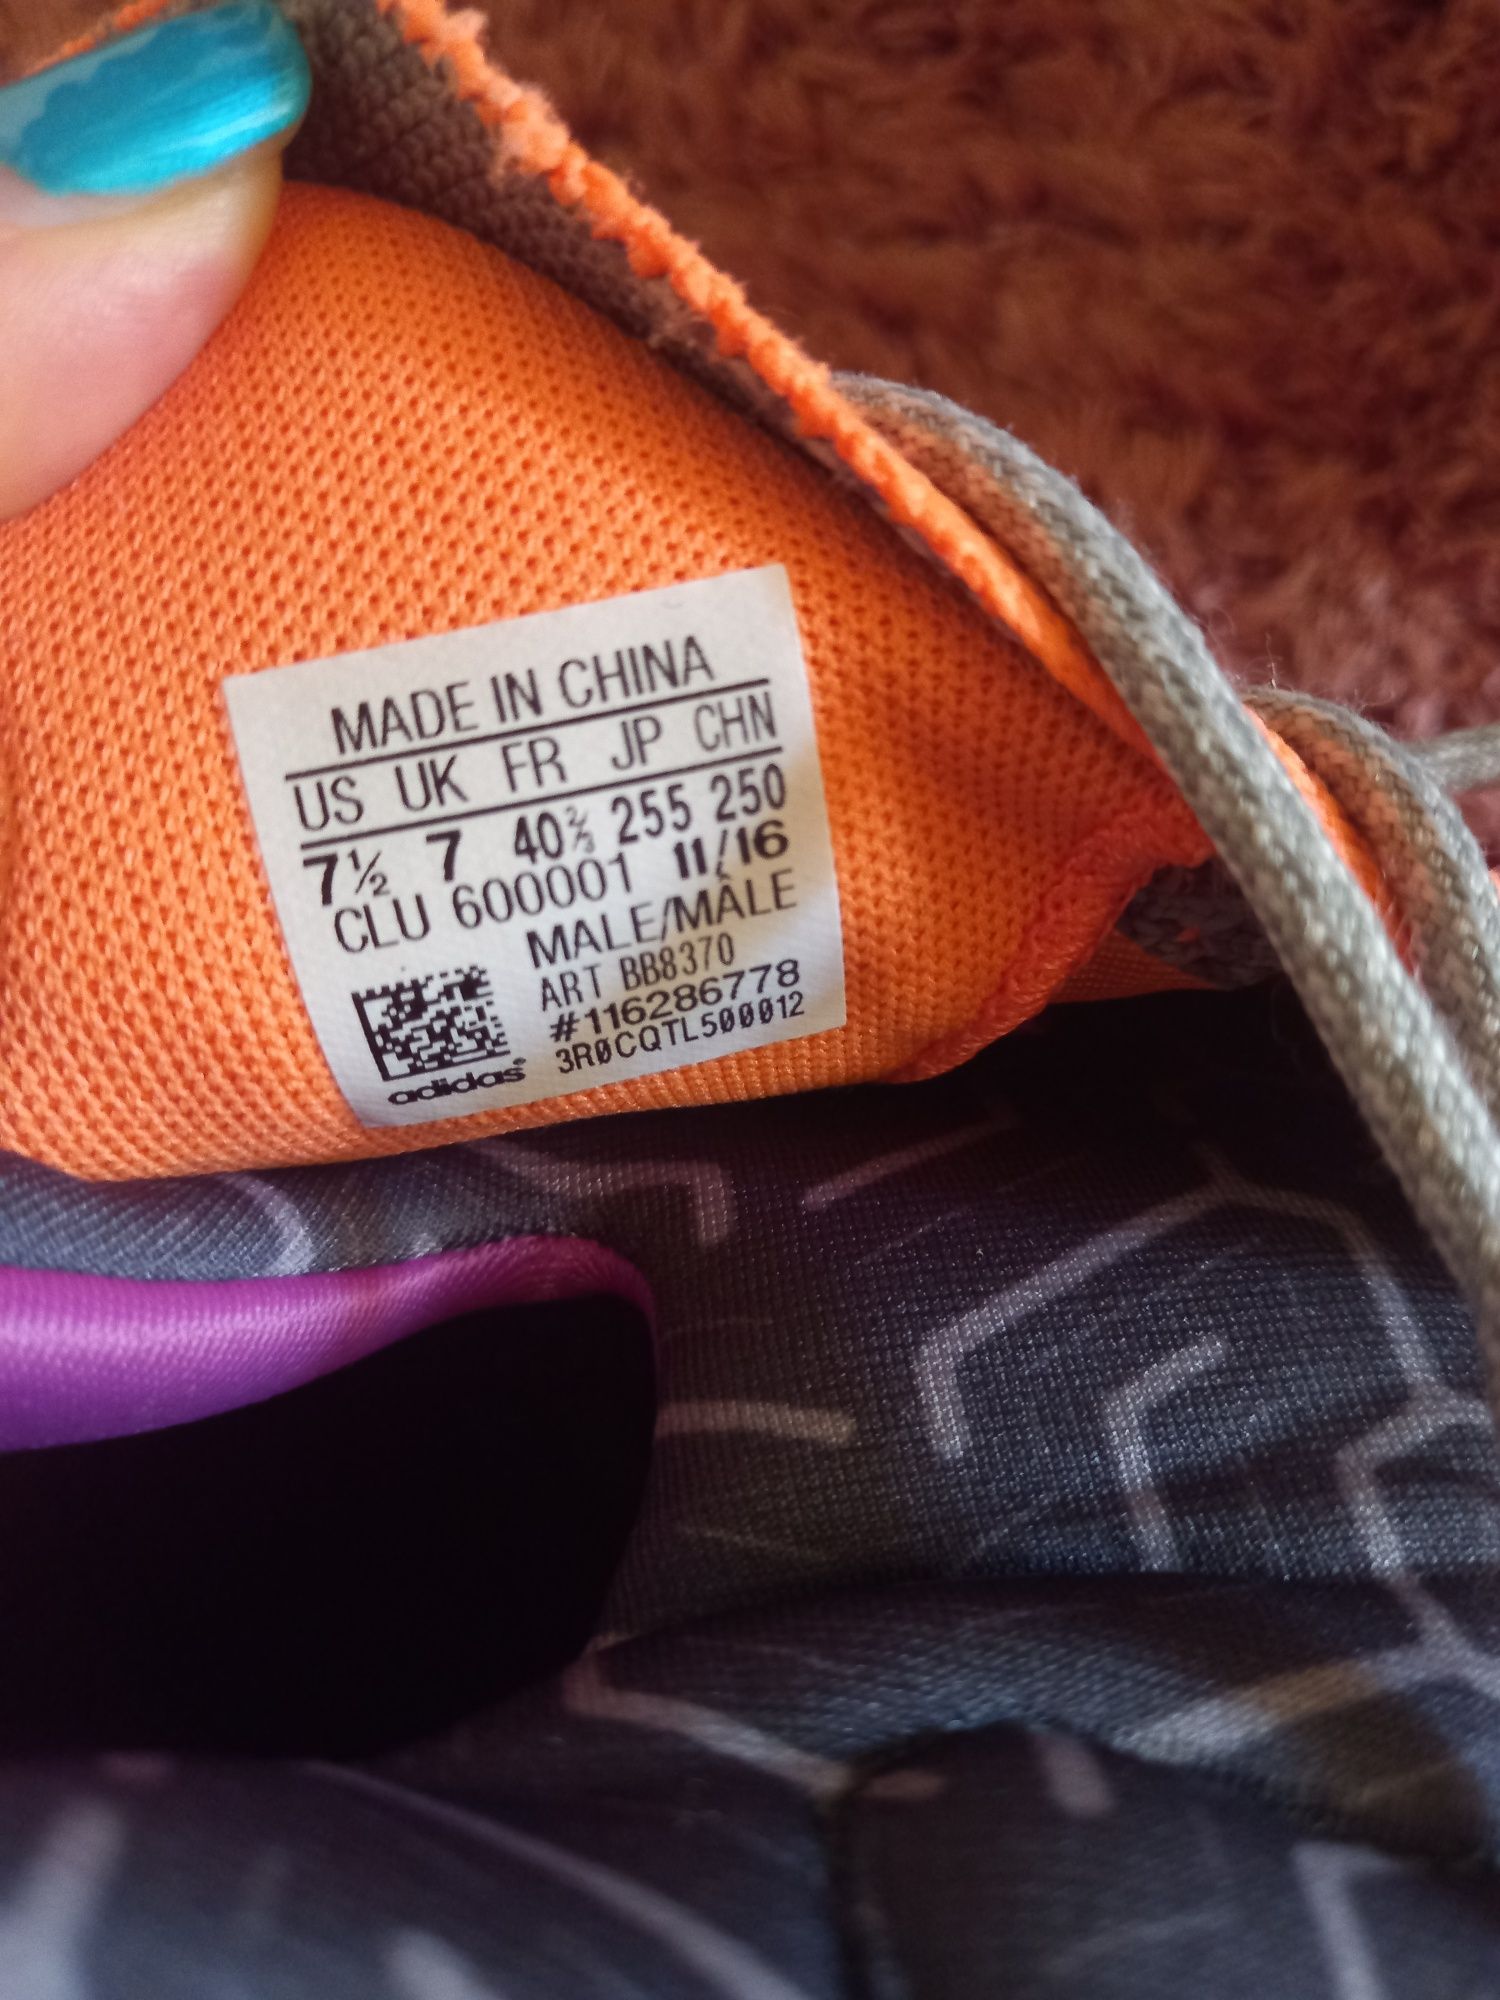 MADE IN CHINA
US UK FR JP CHN
7½ 7 40⅔ 255 250
CLU 600001 11/16
MALE/MÂLE
ART BB8370
#116286778
3R0CQTL500012
adidas